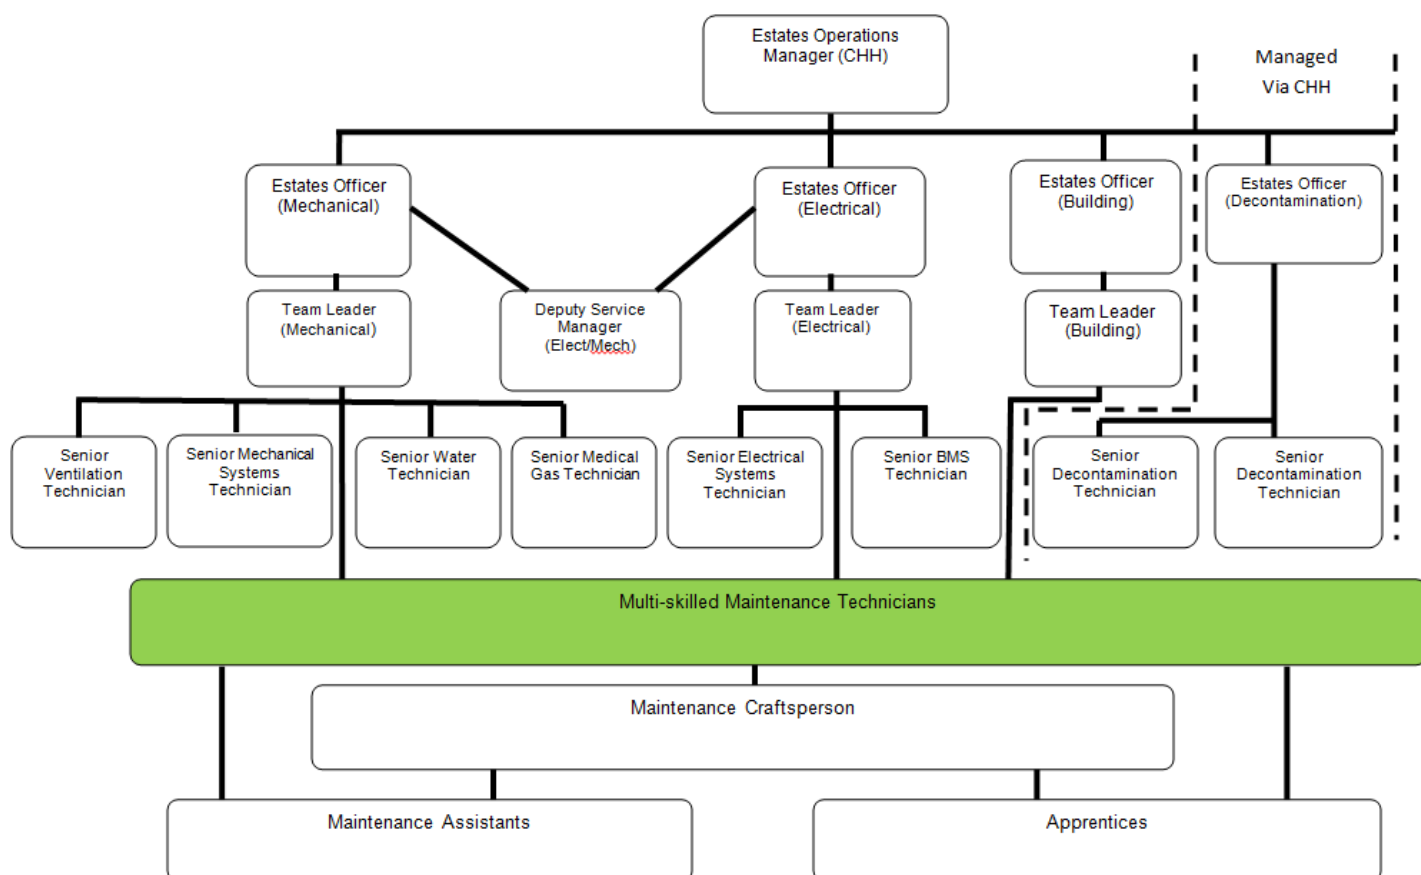 Estates Operations
Manager (CHH)
Managed
Via CHH
Estates Officer
(Mechanical)
Estates Officer
(Electrical)
Estates Officer
(Building)
Estates Officer
(Decontamination)
Team Leader
(Mechanical)
Deputy Service
Manager
(Elect/Mech)
Team Leader
(Electrical)
Team Leader
(Building)
Senior
Ventilation
Technician
Senior Mechanical
Systems
Technician
Senior Water
Technician
Senior Medical
Gas Technician
Senior Electrical
Systems
Technician
Senior BMS
Technician
Senior
Decontamination
Technician
Senior
Decontamination
Technician
Multi-skilled Maintenance Technicians
Maintenance Craftsperson
Maintenance Assistants
Apprentices